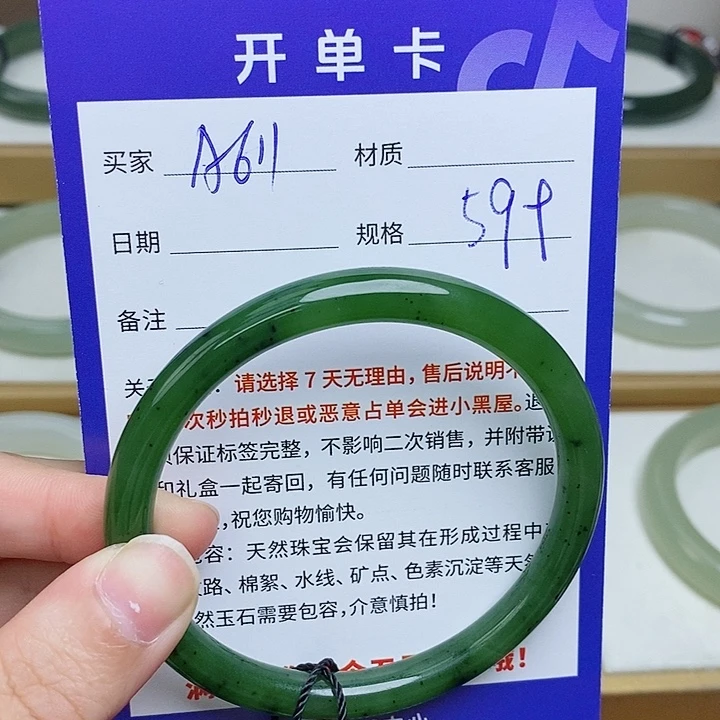 开单卡
买家 A611 材质
日期 规格 59
备注
关 ：请选择7天无理由，售后说明
次秒拍秒退或恶意占单会进小黑屋。退
保证标签完整，不影响二次销售，并附带
和礼盒一起寄回，有任何问题随时联系客服
，祝您购物愉快。
容：天然珠宝会保留其在形成过程中
路、棉絮、水线、矿点、色素沉淀等天
然玉石需要包容，介意慎拍！